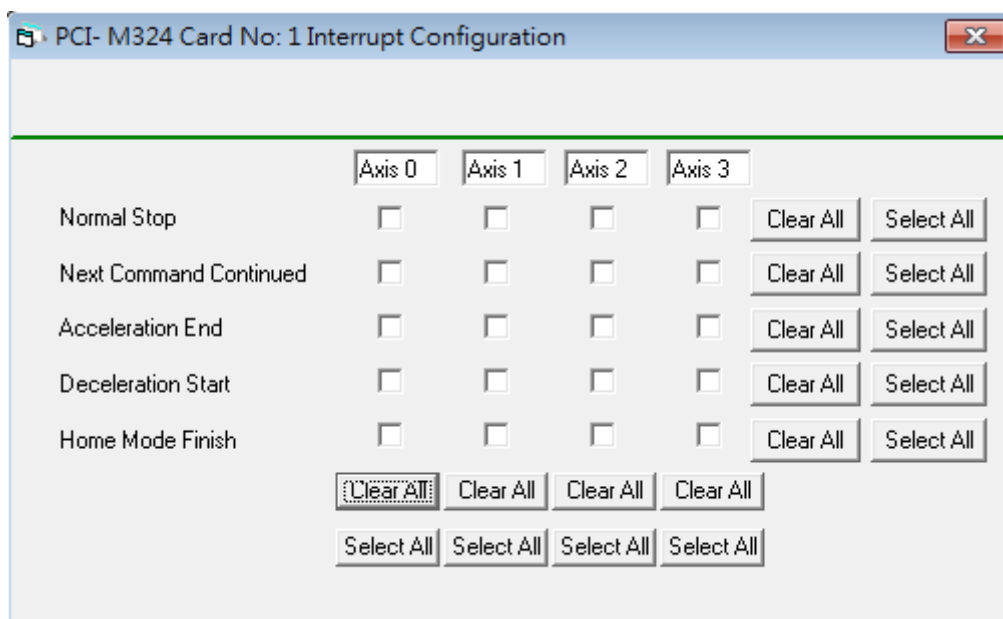 PCI- M324 Card No: 1 Interrupt Configuration
Axis 0 Axis 1 Axis 2 Axis 3
Normal Stop Clear All Select All
Next Command Continued Clear All Select All
Acceleration End Clear All Select All
Deceleration Start Clear All Select All
Home Mode Finish Clear All Select All
Clear All Clear All Clear All Clear All
Select All Select All Select All Select All